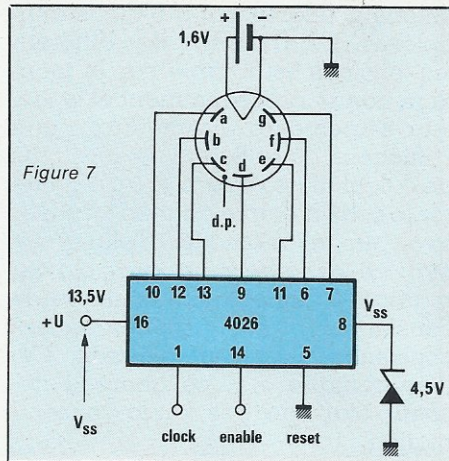 + −
1,6V
a g
b f
c e
d
Figure 7
d.p.
10 12 13 9 11 6 7
13,5V
+U 16 4026 8 Vss
1 14 5
4,5V
Vss
clock enable reset